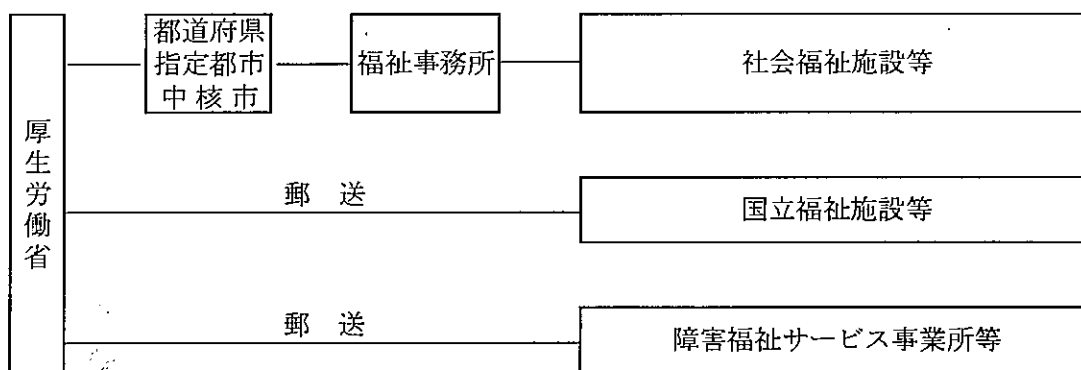 都道府県
指定都市
中核市
福祉事務所
社会福祉施設等
厚生労働省
郵送
国立福祉施設等
郵送
障害福祉サービス事業所等